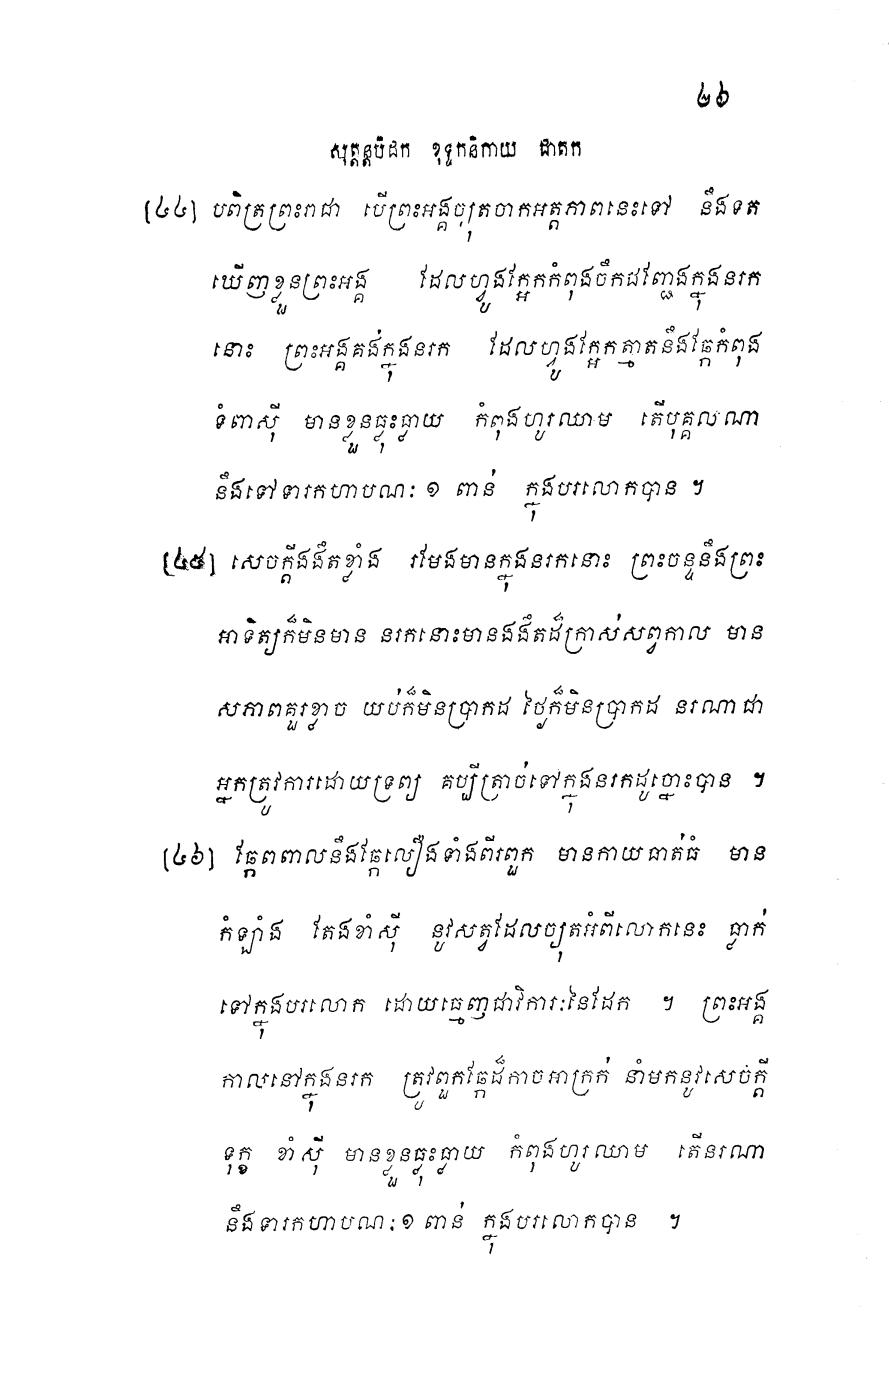 ៤៦
សុត្តន្តបិដក ខុទ្ទកនិកាយ ជាតក
[៤៤] បពិត្រព្រះរាជា បើព្រះអង្គច្យុតចាកអត្តភាពនេះទៅ នឹងទត
ឃើញខ្លួនព្រះអង្គ ដែលហ្វូងក្អែកកំពុងចឹកដញ្ជែងក្នុងនរក
នោះ ព្រះអង្គគង់ក្នុងនរក ដែលហ្វូងក្អែកត្មាតនឹងឆ្កែកំពុង
ទំពាស៊ី មានខ្លួនធ្លុះធ្លាយ កំពុងហូរឈាម តើបុគ្គលណា
នឹងទៅទារកហាបណៈ ១ ពាន់ ក្នុងបរលោកបាន ។
[៤៥] សេចក្តីងងឹតខ្លាំង រមែងមានក្នុងនរកនោះ ព្រះចន្ទនឹងព្រះ
អាទិត្យក៏មិនមាន នរកនោះមានងងឹតដ៏ក្រាស់សព្វកាល មាន
សភាពគួរខ្លាច យប់ក៏មិនប្រាកដ ថ្ងៃក៏មិនប្រាកដ នរណាជា
អ្នកត្រូវការដោយទ្រព្យ គប្បីត្រាច់ទៅក្នុងនរកដូច្នោះបាន ។
[៤៦] ឆ្កែពពាលនឹងឆ្កែលឿងទាំងពីរពួក មានកាយធាត់ធំ មាន
កំឡាំង តែងខាំស៊ី នូវសត្វដែលច្យុតអំពីលោកនេះ ធ្លាក់
ទៅក្នុងបរលោក ដោយធ្មេញជាវិការៈនៃដែក ។ ព្រះអង្គ
កាលនៅក្នុងនរក ត្រូវពួកឆ្កែដ៏កាចអាក្រក់ នាំមកនូវសេចក្តី
ទុក្ខ ខាំស៊ី មានខ្លួនធ្លុះធ្លាយ កំពុងហូរឈាម តើនរណា
នឹងទារកហាបណៈ ១ ពាន់ ក្នុងបរលោកបាន ។